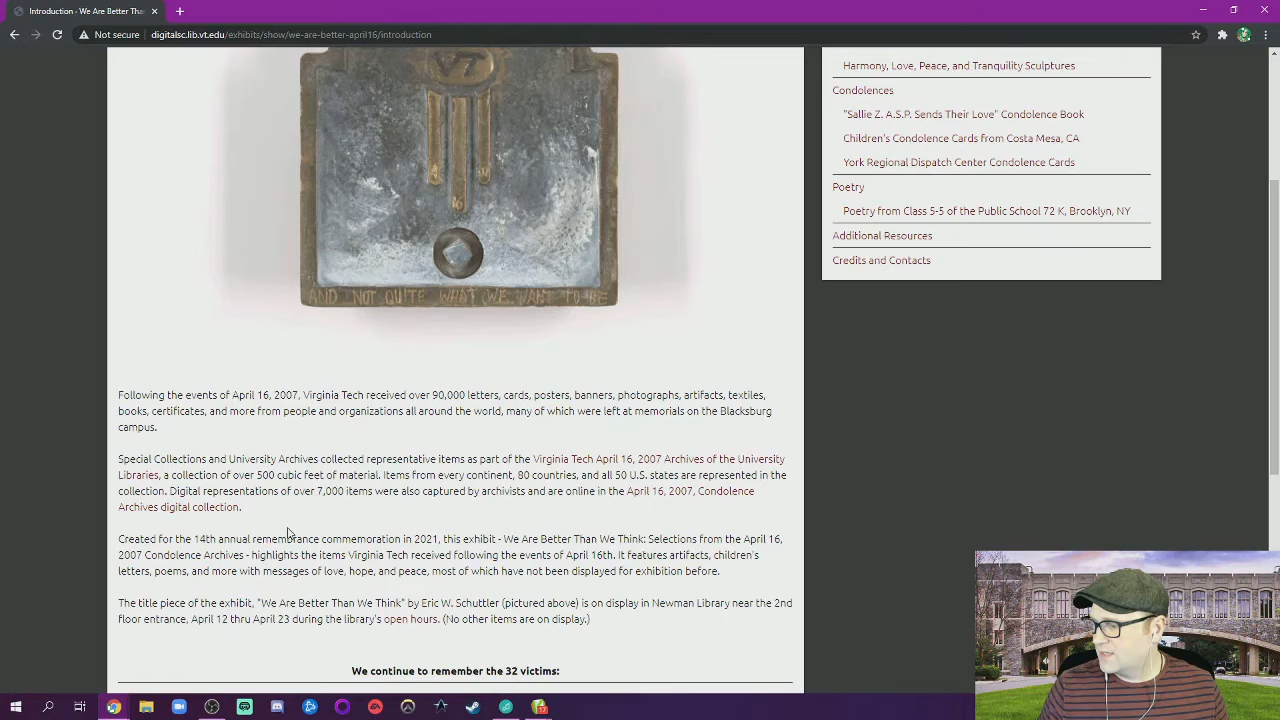 Introduction - We Are Better Tha
Not secure
digitalsc.lib.vt.edu/exhibits/show/we-are-better-april16/introduction
VT
16
AND NOT QUITE WHAT WE WANT TO BE
Following the events of April 16, 2007, Virginia Tech received over 90,000 letters, cards, posters, banners, photographs, artifacts, textiles,
books, certificates, and more from people and organizations all around the world, many of which were left at memorials on the Blacksburg
campus.
Special Collections and University Archives collected representative items as part of the Virginia Tech April 16, 2007 Archives of the University
Libraries, a collection of over 500 cubic feet of material. Items from every continent, 80 countries, and all 50 U.S. states are represented in the
collection. Digital representations of over 7,000 items were also captured by archivists and are online in the April 16, 2007, Condolence
Archives digital collection.
Created for the 14th annual remembrance commemoration in 2021, this exhibit - We Are Better Than We Think: Selections from the April 16,
2007 Condolence Archives - highlights the items Virginia Tech received following the events of April 16th. It features artifacts, children's
letters, poems, and more with messages of love, hope, and peace, most of which have not been displayed for exhibition before.
The title piece of the exhibit, "We Are Better Than We Think" by Eric W. Schuttler (pictured above) is on display in Newman Library near the 2nd
floor entrance, April 12 thru April 23 during the library's open hours. (No other items are on display.)
We continue to remember the 32 victims:
Harmony, Love, Peace, and Tranquility Sculptures
Condolences
"Sallie Z. A.S.P. Sends Their Love" Condolence Book
Children's Condolence Cards from Costa Mesa, CA
York Regional Dispatch Center Condolence Cards
Poetry
Poetry from Class 5-5 of the Public School 72 K, Brooklyn, NY
Additional Resources
Credits and Contacts